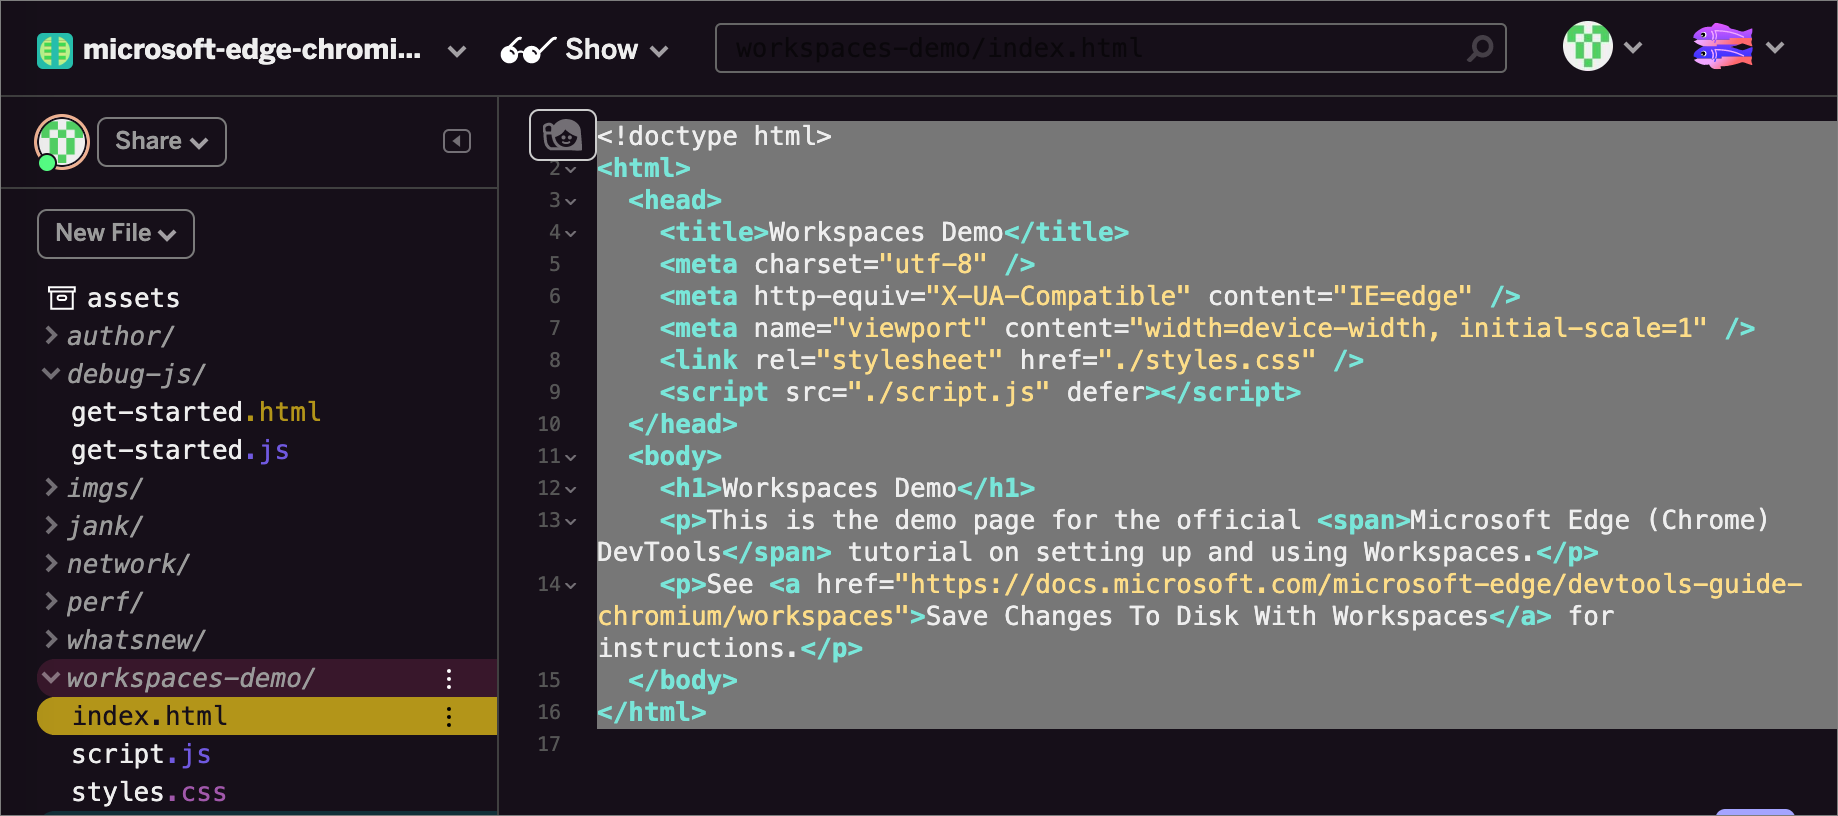 microsoft-edge-chromi...
Show
workspaces-demo/index.html
Share
New File
assets
author/
debug-js/
get-started.html
get-started.js
imgs/
jank/
network/
perf/
whatsnew/
workspaces-demo/
index.html
script.js
styles.css
<!doctype html>
2 <html>
3 <head>
4 <title>Workspaces Demo</title>
5 <meta charset="utf-8" />
6 <meta http-equiv="X-UA-Compatible" content="IE=edge" />
7 <meta name="viewport" content="width=device-width, initial-scale=1" />
8 <link rel="stylesheet" href="./styles.css" />
9 <script src="./script.js" defer></script>
10 </head>
11 <body>
12 <h1>Workspaces Demo</h1>
13 <p>This is the demo page for the official <span>Microsoft Edge (Chrome)
DevTools</span> tutorial on setting up and using Workspaces.</p>
14 <p>See <a href="https://docs.microsoft.com/microsoft-edge/devtools-guide-
chromium/workspaces">Save Changes To Disk With Workspaces</a> for
instructions.</p>
15 </body>
16 </html>
17